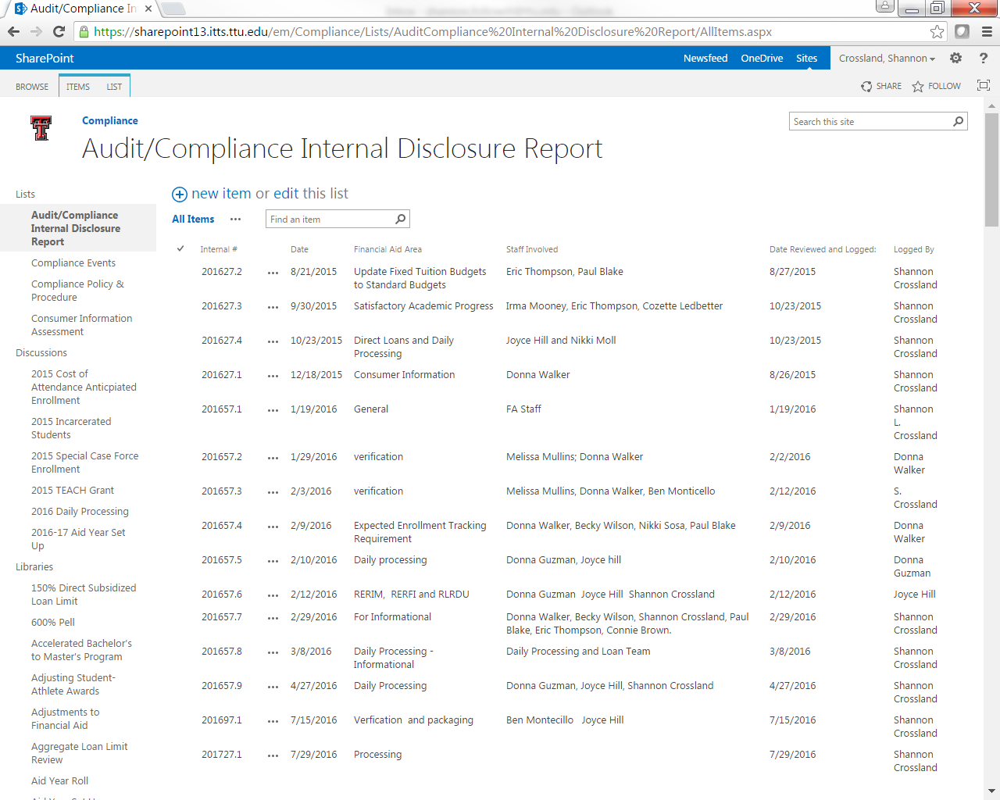 Audit/Compliance In
https://sharepoint13.itts.ttu.edu/em/Compliance/Lists/AuditCompliance%20Internal%20Disclosure%20Report/AllItems.aspx
SharePoint Newsfeed OneDrive Sites Crossland, Shannon ?
BROWSE ITEMS LIST SHARE FOLLOW
Compliance
Search this site
Audit/Compliance Internal Disclosure Report
Lists
Audit/Compliance
Internal Disclosure
Report
Compliance Events
Compliance Policy &
Procedure
Consumer Information
Assessment
Discussions
2015 Cost of
Attendance Anticpiated
Enrollment
2015 Incarcerated
Students
2015 Special Case Force
Enrollment
2015 TEACH Grant
2016 Daily Processing
2016-17 Aid Year Set
Up
Libraries
150% Direct Subsidized
Loan Limit
600% Pell
Accelerated Bachelor's
to Master's Program
Adjusting Student-
Athlete Awards
Adjustments to
Financial Aid
Aggregate Loan Limit
Review
Aid Year Roll
new item or edit this list
All Items ... Find an item
Internal # Date Financial Aid Area Staff Involved Date Reviewed and Logged: Logged By
201627.2 ... 8/21/2015 Update Fixed Tuition Budgets Eric Thompson, Paul Blake 8/27/2015 Shannon
to Standard Budgets Crossland
201627.3 ... 9/30/2015 Satisfactory Academic Progress Irma Mooney, Eric Thompson, Cozette Ledbetter 10/23/2015 Shannon
Crossland
201627.4 ... 10/23/2015 Direct Loans and Daily Joyce Hill and Nikki Moll 10/23/2015 Shannon
Processing Crossland
201627.1 ... 12/18/2015 Consumer Information Donna Walker 8/26/2015 Shannon
Crossland
201657.1 ... 1/19/2016 General FA Staff 1/19/2016 Shannon
L.
Crossland
201657.2 ... 1/29/2016 verification Melissa Mullins; Donna Walker 2/2/2016 Donna
Walker
201657.3 ... 2/3/2016 verification Melissa Mullins, Donna Walker, Ben Monticello 2/12/2016 S.
Crossland
201657.4 ... 2/9/2016 Expected Enrollment Tracking Donna Walker, Becky Wilson, Nikki Sosa, Paul Blake 2/9/2016 Donna
Requirement Walker
201657.5 ... 2/10/2016 Daily processing Donna Guzman, Joyce hill 2/10/2016 Donna
Guzman
201657.6 ... 2/12/2016 RERIM, RERFI and RLRDU Donna Guzman Joyce Hill Shannon Crossland 2/12/2016 Joyce Hill
201657.7 ... 2/29/2016 For Informational Donna Walker, Becky Wilson, Shannon Crossland, Paul 2/29/2016 Shannon
Blake, Eric Thompson, Connie Brown. Crossland
201657.8 ... 3/8/2016 Daily Processing - Daily Processing and Loan Team 3/8/2016 Shannon
Informational Crossland
201657.9 ... 4/27/2016 Daily Processing Donna Guzman, Joyce Hill, Shannon Crossland 4/27/2016 Shannon
Crossland
201697.1 ... 7/15/2016 Verfication and packaging Ben Montecillo Joyce Hill 7/15/2016 Shannon
Crossland
201727.1 ... 7/29/2016 Processing 7/29/2016 Shannon
Crossland